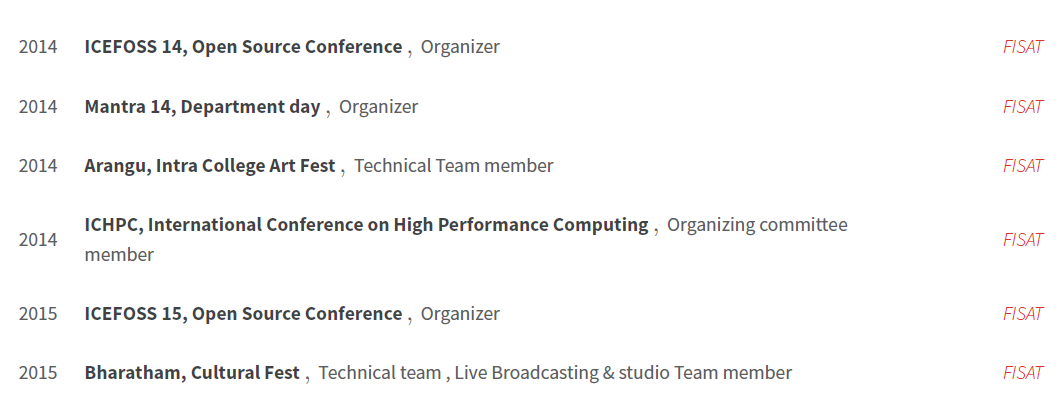 2014 ICEFOSS 14, Open Source Conference , Organizer FISAT
2014 Mantra 14, Department day , Organizer FISAT
2014 Arangu, Intra College Art Fest , Technical Team member FISAT
2014 ICHPC, International Conference on High Performance Computing , Organizing committee FISAT
member
2015 ICEFOSS 15, Open Source Conference , Organizer FISAT
2015 Bharatham, Cultural Fest , Technical team , Live Broadcasting & studio Team member FISAT